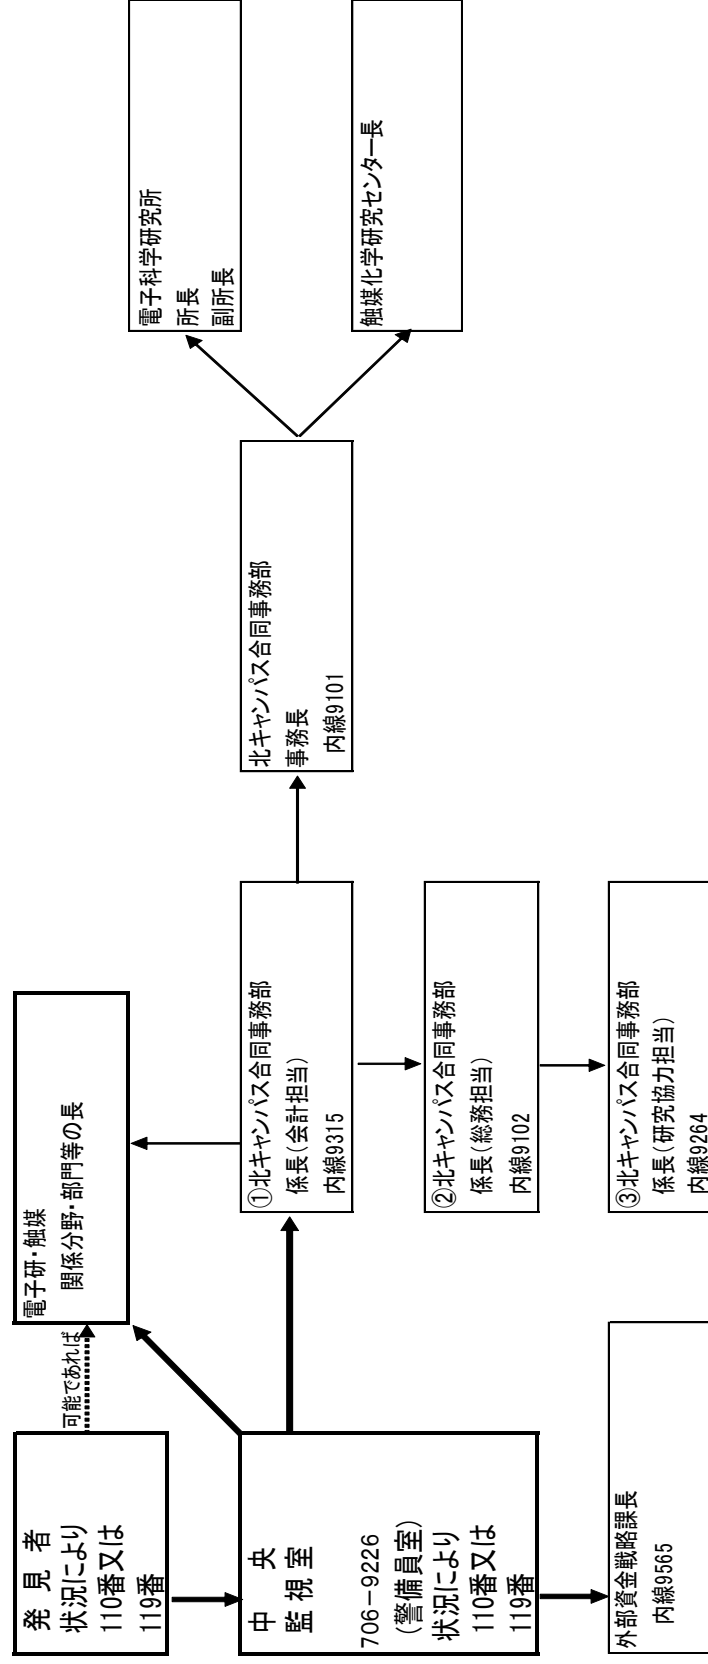 発 見 者
状況により
110番又は
119番
可能であれば
電子研・触媒
関係分野・部門等の長
中 央
監 視 室
706-9226
(警備員室)
状況により
110番又は
119番
①北キャンパス合同事務部
係長(会計担当)
内線9315
北キャンパス合同事務部
事務長
内線9101
電子科学研究所
所長
副所長
触媒化学研究センター長
②北キャンパス合同事務部
係長(総務担当)
内線9102
外部資金戦略課長
内線9565
③北キャンパス合同事務部
係長(研究協力担当)
内線9264